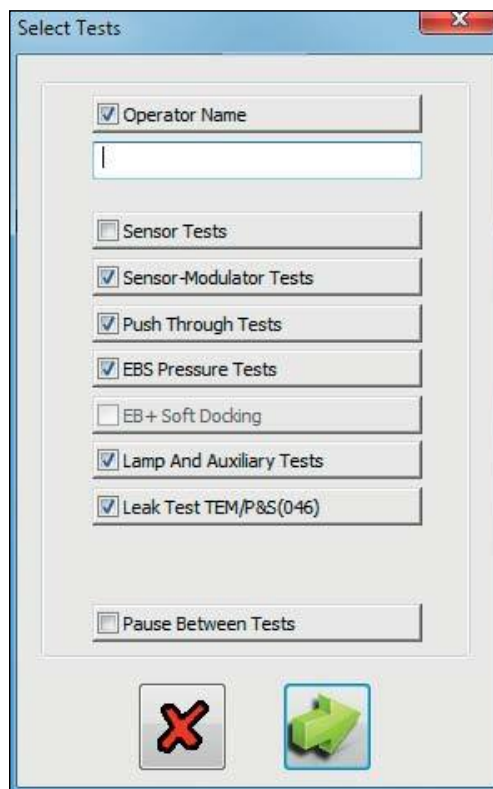 Select Tests
Operator Name
Sensor Tests
Sensor-Modulator Tests
Push Through Tests
EBS Pressure Tests
EB+ Soft Docking
Lamp And Auxiliary Tests
Leak Test TEM/P&S(046)
Pause Between Tests